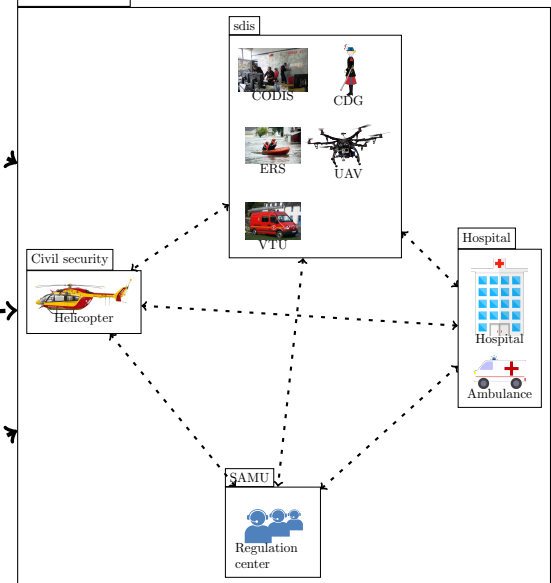 sdis
CODIS
CDG
ERS
UAV
VTU
Civil security
Helicopter
Hospital
Hospital
Ambulance
SAMU
Regulation
center